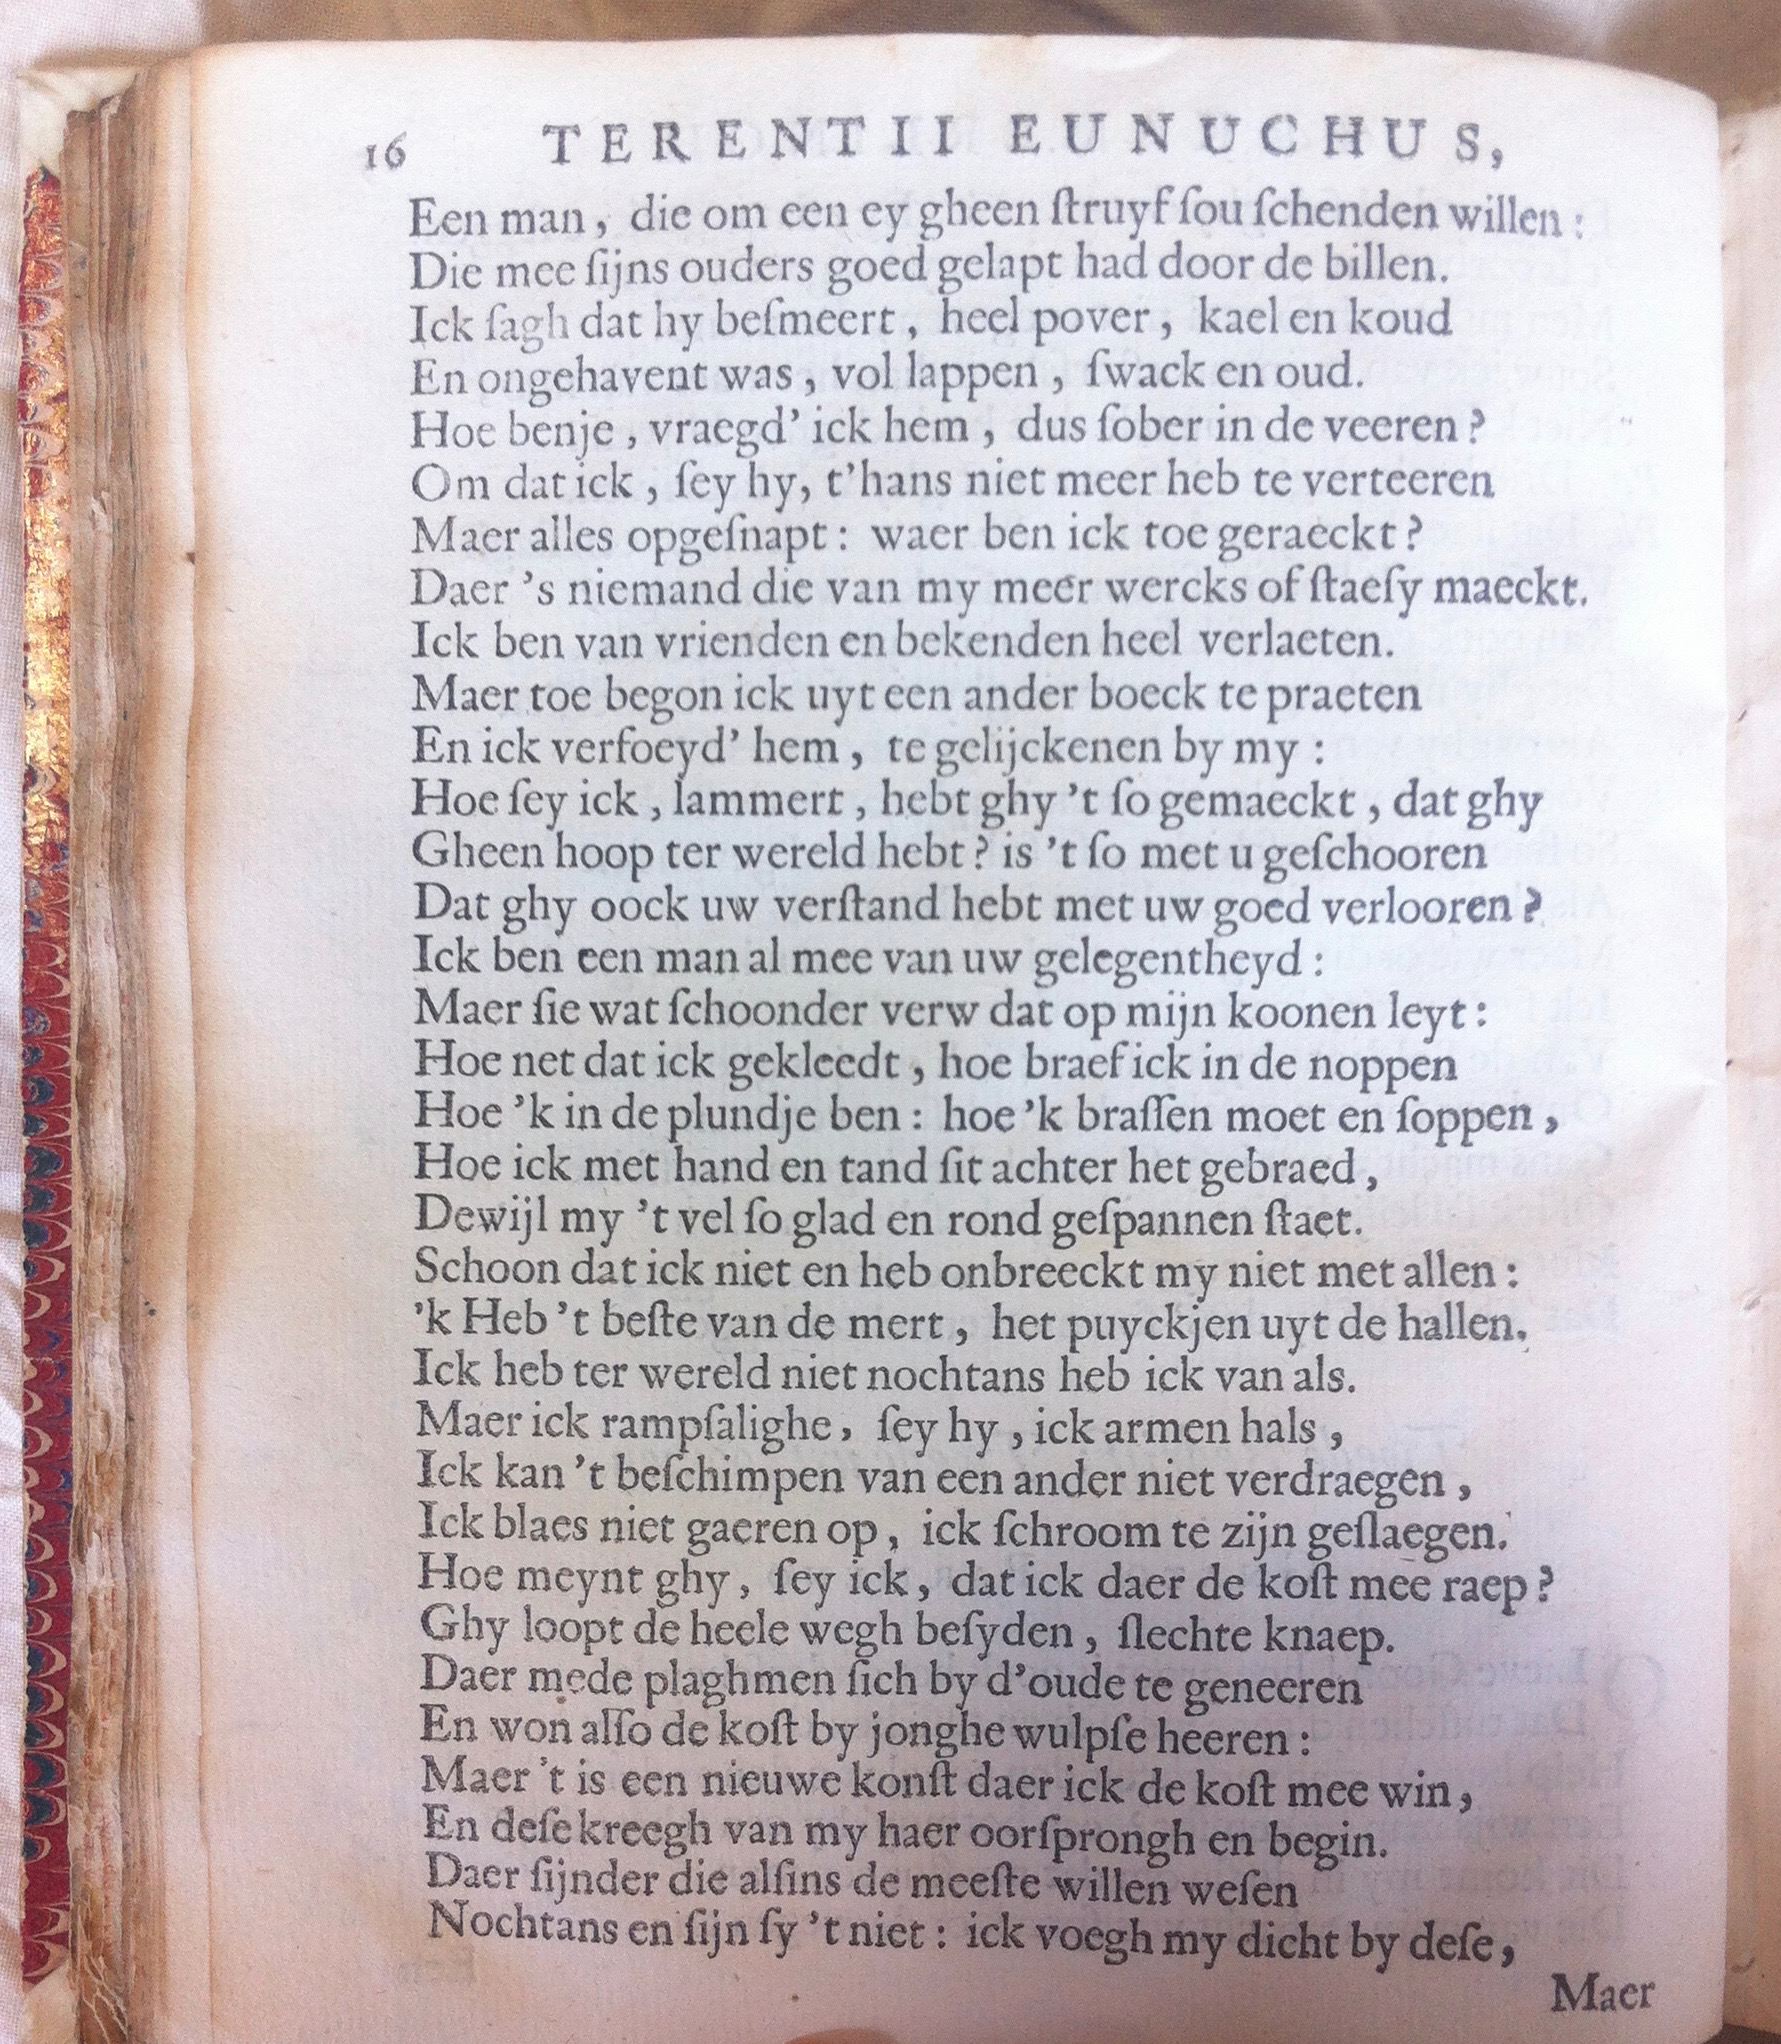 16 TERENTII EUNUCHUS,
Een man, die om een ey gheen ſtruyf ſou ſchenden willen:
Die mee ſijns ouders goed gelapt had door de billen.
Ick ſagh dat hy beſmeert, heel pover, kael en koud
En ongehavent was, vol lappen, ſwack en oud.
Hoe benje, vraegd' ick hem, dus ſober in de veeren?
Om dat ick, ſey hy, t'hans niet meer heb te verteeren
Maer alles opgeſnapt: waer ben ick toe geraeckt?
Daer 's niemand die van my meer wercks of ſtaeſy maeckt.
Ick ben van vrienden en bekenden heel verlaeten.
Maer toe begon ick uyt een ander boeck te praeten
En ick verfoeyd' hem, te gelijckenen by my:
Hoe ſey ick, lammert, hebt ghy 't ſo gemaeckt, dat ghy
Gheen hoop ter wereld hebt? is 't ſo met u geſchooren
Dat ghy oock uw verſtand hebt met uw goed verlooren?
Ick ben een man al mee van uw gelegentheyd:
Maer ſie wat ſchoonder verw dat op mijn koonen leyt:
Hoe net dat ick gekleedt, hoe braef ick in de noppen
Hoe 'k in de plundje ben: hoe 'k braſſen moet en ſoppen,
Hoe ick met hand en tand ſit achter het gebraed,
Dewijl my 't vel ſo glad en rond geſpannen ſtaet.
Schoon dat ick niet en heb onbreeckt my niet met allen:
'k Heb 't beſte van de mert, het puyckjen uyt de hallen.
Ick heb ter wereld niet nochtans heb ick van als.
Maer ick rampſalighe, ſey hy, ick armen hals,
Ick kan 't beſchimpen van een ander niet verdraegen,
Ick blaes niet gaeren op, ick ſchroom te zijn geſlaegen.
Hoe meynt ghy, ſey ick, dat ick daer de koſt mee raep?
Ghy loopt de heele wegh beſyden, ſlechte knaep.
Daer mede plaghmen ſich by d'oude te geneeren
En won alſo de koſt by jonghe wulpſe heeren:
Maer 't is een nieuwe konſt daer ick de koſt mee win,
En deſe kreegh van my haer oorſprongh en begin.
Daer ſijnder die alſins de meeſte willen weſen
Nochtans en ſijn ſy 't niet: ick voegh my dicht by deſe,
Maer